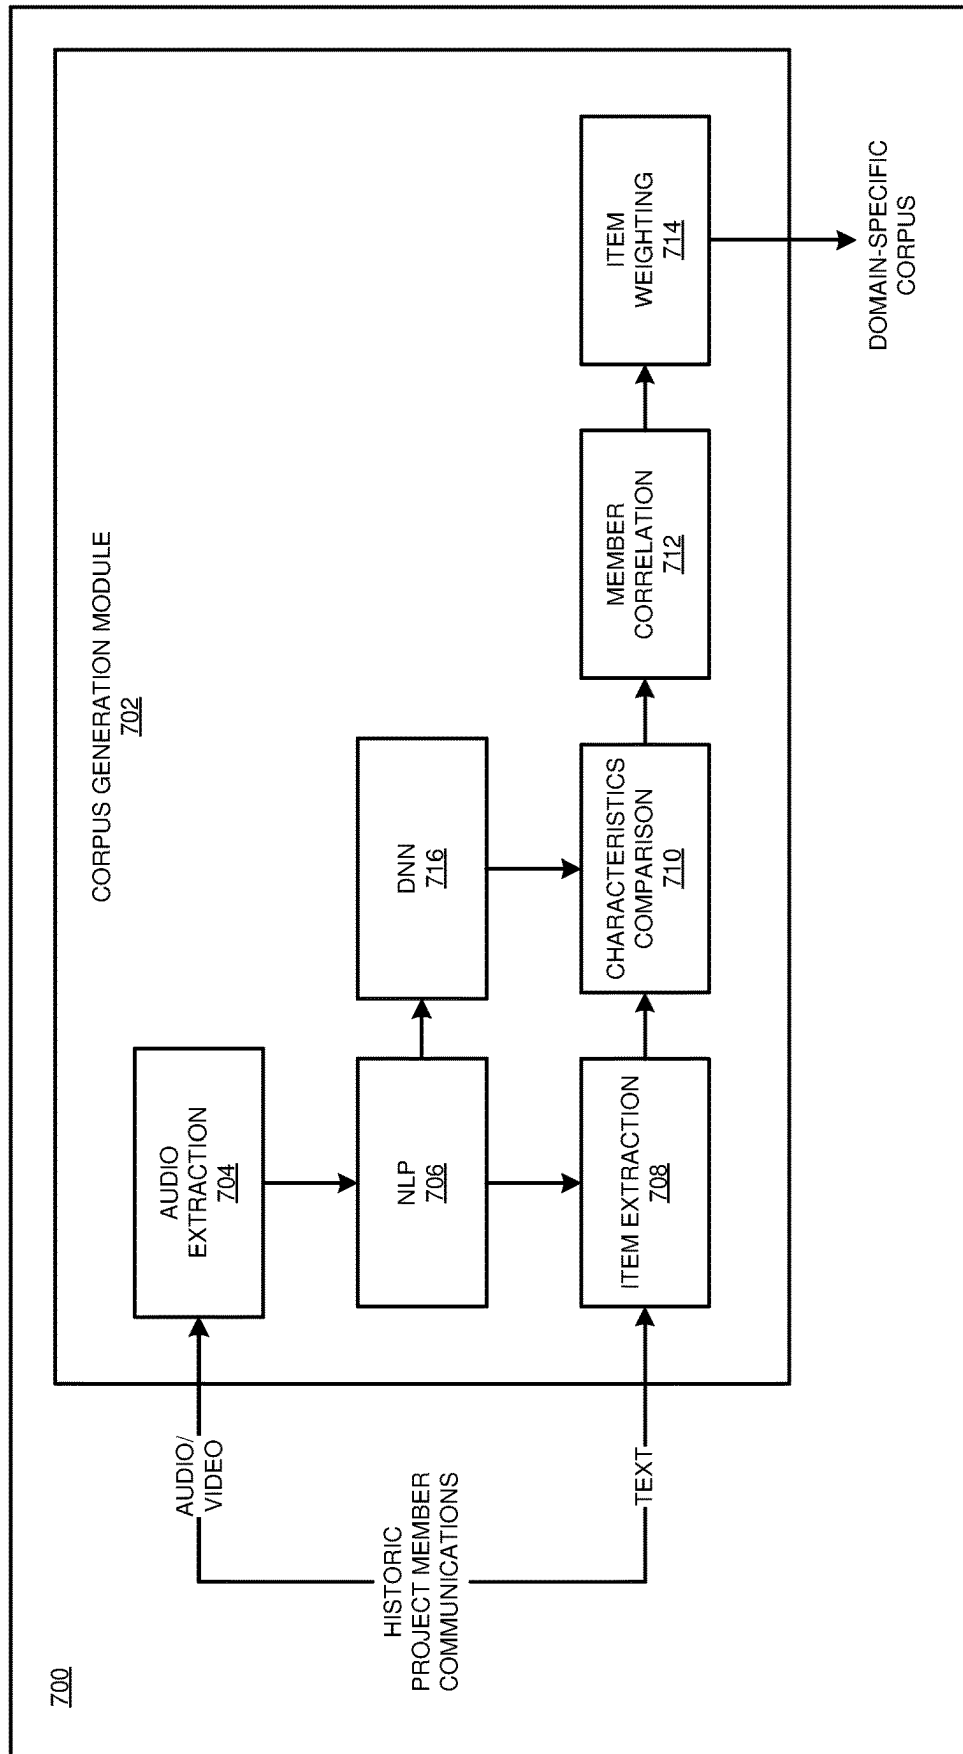 700
CORPUS GENERATION MODULE
702
HISTORIC
PROJECT MEMBER
COMMUNICATIONS
AUDIO/
VIDEO
TEXT
AUDIO
EXTRACTION
704
NLP
706
DNN
716
ITEM EXTRACTION
708
CHARACTERISTICS
COMPARISON
710
MEMBER
CORRELATION
712
ITEM
WEIGHTING
714
DOMAIN-SPECIFIC
CORPUS